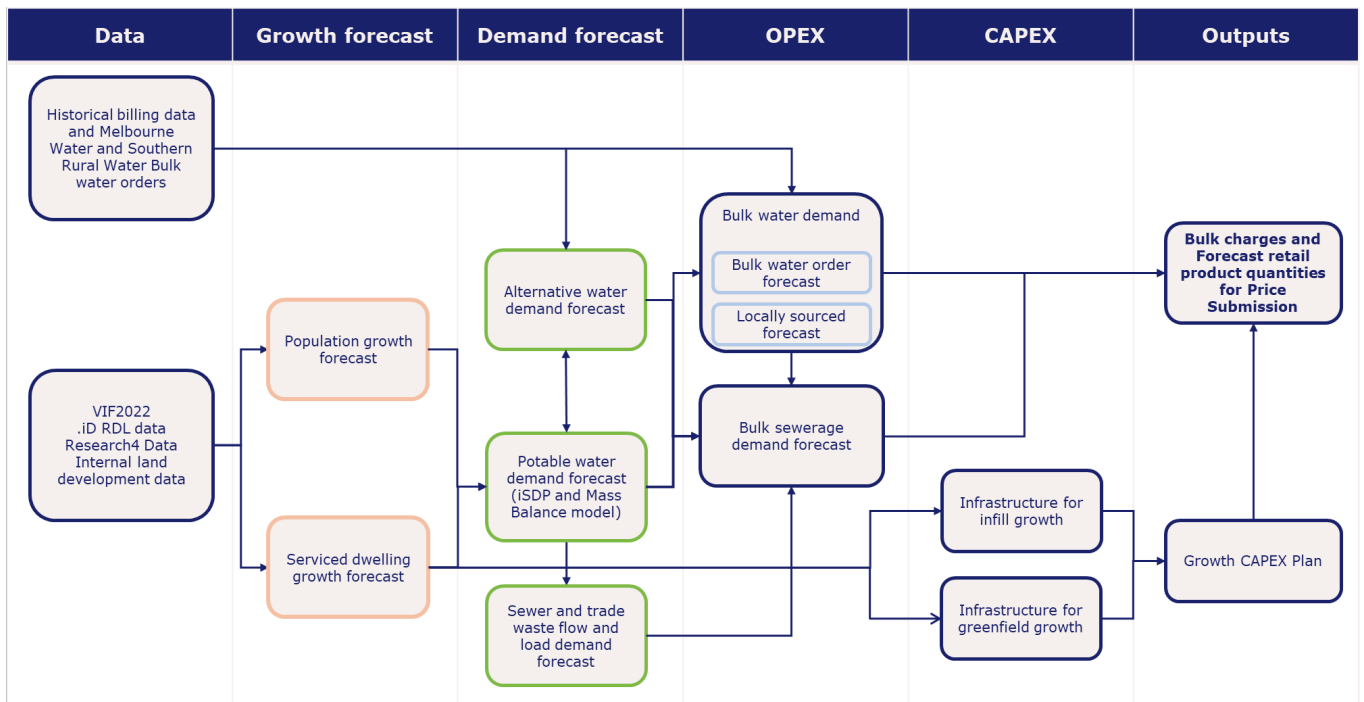 Data
Growth forecast
Demand forecast
OPEX
CAPEX
Outputs
Historical billing data
and Melbourne
Water and Southern
Rural Water Bulk
water orders
VIF2022
.iD RDL data
Research4 Data
Internal land
development data
Population growth
forecast
Serviced dwelling
growth forecast
Alternative water
demand forecast
Potable water
demand forecast
(iSDP and Mass
Balance model)
Sewer and trade
waste flow and
load demand
forecast
Bulk water demand
Bulk water order
forecast
Locally sourced
forecast
Bulk sewerage
demand forecast
Infrastructure for
infill growth
Infrastructure for
greenfield growth
Bulk charges and
Forecast retail
product quantities
for Price
Submission
Growth CAPEX Plan